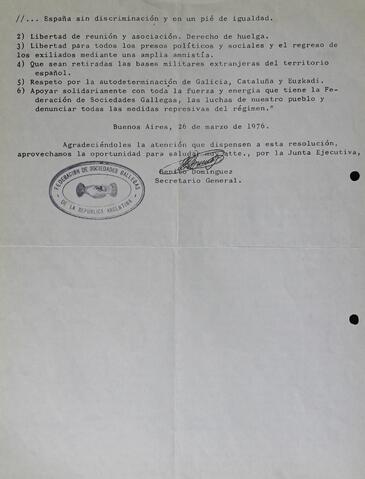 //... España sin discriminación y en un pié de igualdad.
2) Libertad de reunión y asociación. Derecho de huelga.
3) Libertad para todos los presos políticos y sociales y el regreso de
los exiliados mediante una amplia amnistía.
4) Que sean retiradas las bases militares extranjeras del territorio
español.
5) Respeto por la autodeterminación de Galicia, Cataluña y Euzkadi.
6) Apoyar solidariamente con toda la fuerza y energía que tiene la Fe-
deración de Sociedades Gallegas, las luchas de nuestro pueblo y
denunciar todas las medidas represivas del régimen."
Buenos Aires, 26 de marzo de 1976.
Agradeciéndoles la atención que dispensen a esta resolución,
aprovechamos la oportunidad para saludar atte., por la Junta Ejecutiva,
Benito Domínguez
Secretario General.
FEDERACION DE SOCIEDADES GALLEGAS
DE LA REPUBLICA ARGENTINA